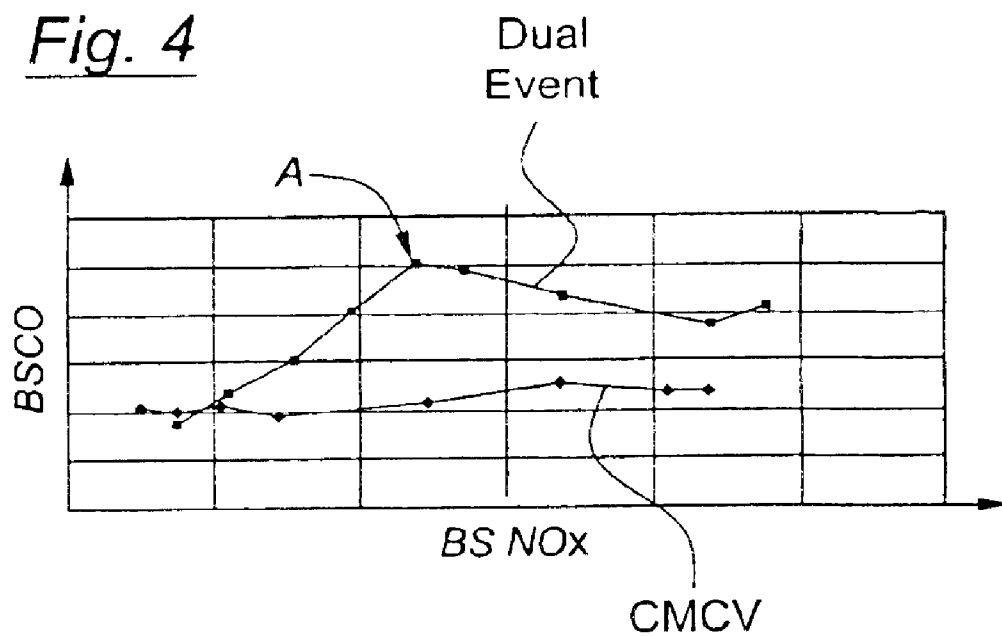 Fig. 4
Dual
Event
A
BSCO
BS NOx
CMCV